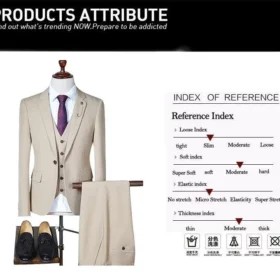 PRODUCTS ATTRIBUTE
nd out what's trending NOW.Prepare to be addicted
INDEX OF REFERENCE
Reference Index
Loose Index
tight Slim Moderate Loose
Soft index
Super Soft soft Moderate hard
Elastic index
No stretch Micro Stretch Elasticity Super Stre
Thickness index
thin Moderate thick